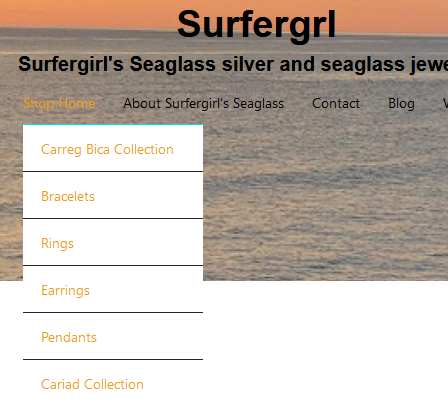 Surfergrl
Surfergirl's Seaglass silver and seaglass
Shop Home About Surfergirl's Seaglass Contact Blog
Carreg Bica Collection
Bracelets
Rings
Earrings
Pendants
Cariad Collection